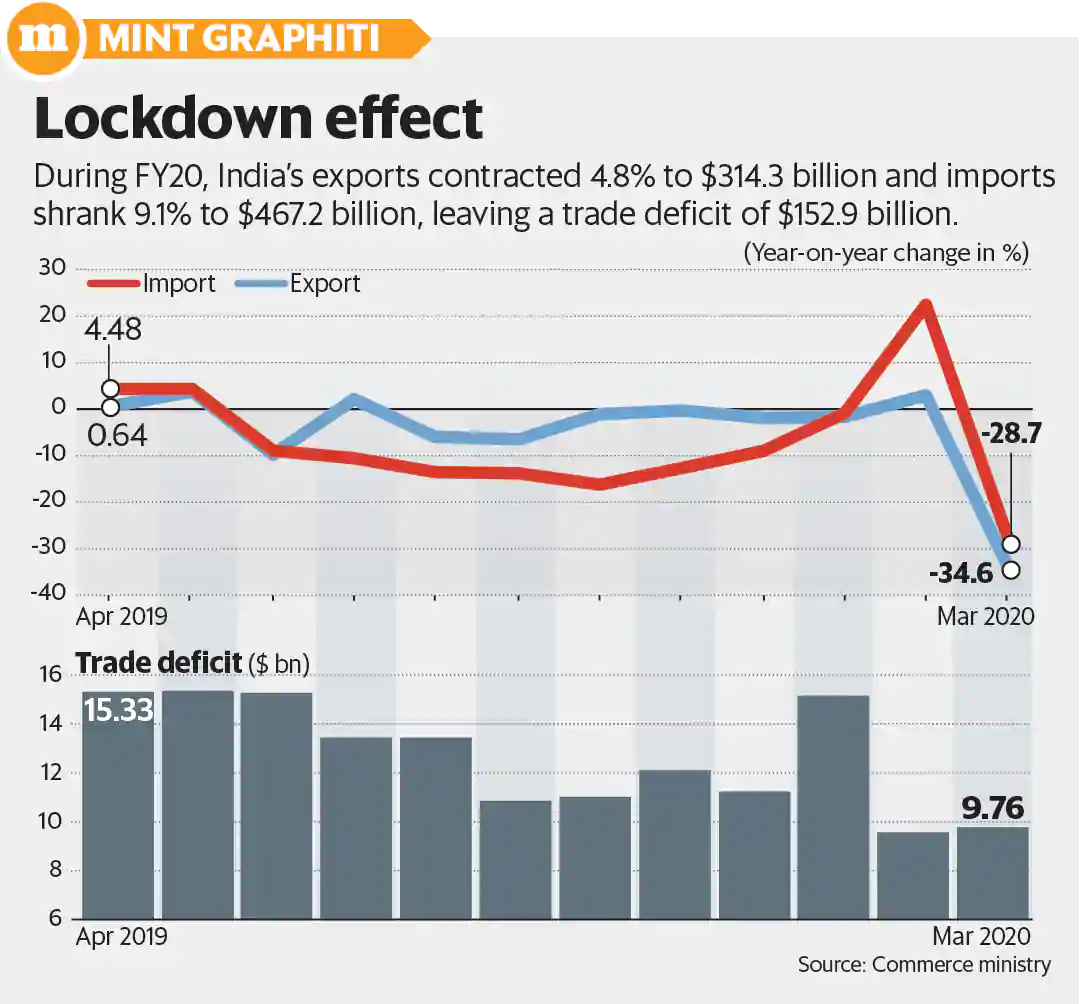 m MINT GRAPHITI
Lockdown effect
During FY20, India's exports contracted 4.8% to $314.3 billion and imports
shrank 9.1% to $467.2 billion, leaving a trade deficit of $152.9 billion.
(Year-on-year change in %)
30
Import Export
20
4.48
10
0
0.64
-28.7
-10
-20
-30
-34.6
-40
Apr 2019 Mar 2020
Trade deficit ($ bn)
16
15.33
14
12
9.76
10
8
6
Apr 2019 Mar 2020
Source: Commerce ministry